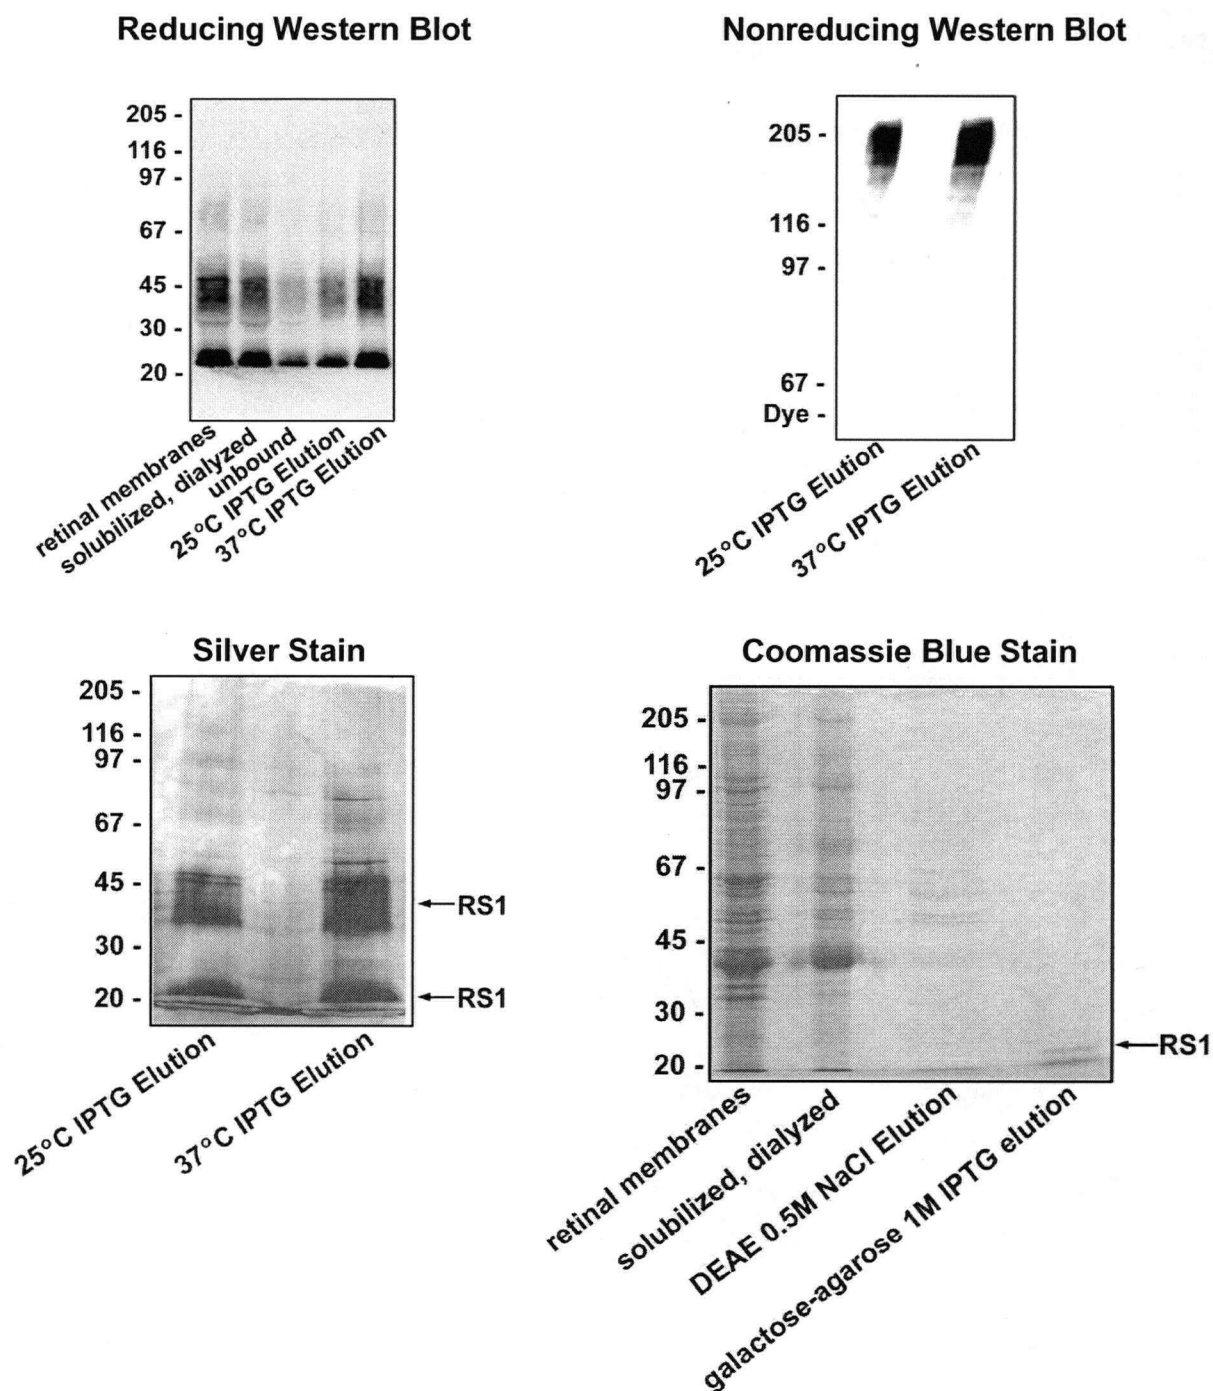 Reducing Western Blot
205 -
116 -
97 -
67 -
45 -
30 -
20 -
retinal membranes
solubilized, dialyzed
unbound
25°C IPTG Elution
37°C IPTG Elution
Nonreducing Western Blot
205 -
116 -
97 -
67 -
Dye -
25°C IPTG Elution
37°C IPTG Elution
Silver Stain
205 -
116 -
97 -
67 -
45 -
30 -
20 -
RS1
RS1
25°C IPTG Elution
37°C IPTG Elution
Coomassie Blue Stain
205 -
116 -
97 -
67 -
45 -
30 -
20 -
RS1
retinal membranes
solubilized, dialyzed
DEAE 0.5M NaCl Elution
galactose-agarose 1M IPTG elution